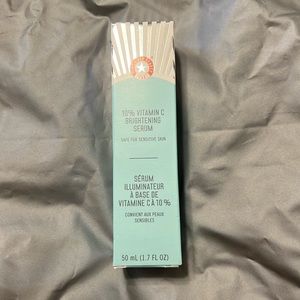 10% VITAMIN C
BRIGHTENING
SERUM
SAFE FOR SENSITIVE SKIN
SÉRUM
ILLUMINATEUR
À BASE DE
VITAMINE C À 10 %
CONVIENT AUX PEAUX
SENSIBLES
50 mL (1.7 FL OZ)